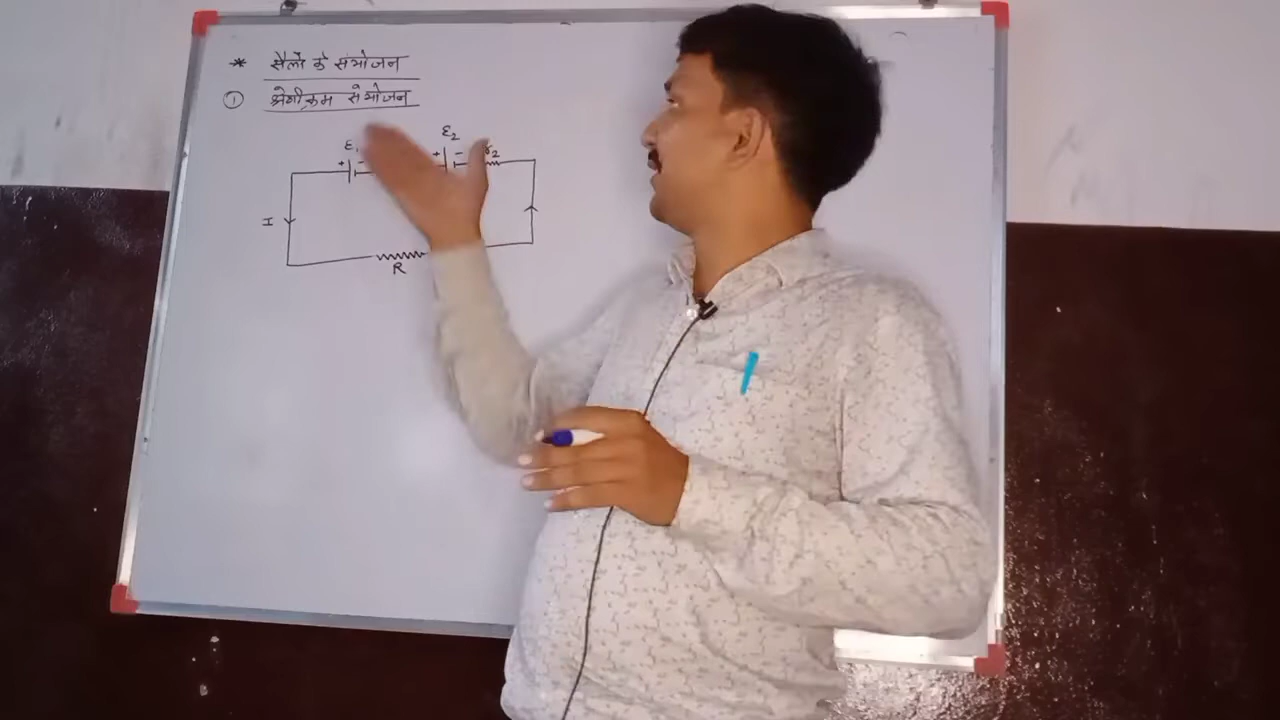 * सैलों के संयोजन
① श्रेणीक्रम संयोजन
ε₁ ε₂
+ + - r₂
I
R